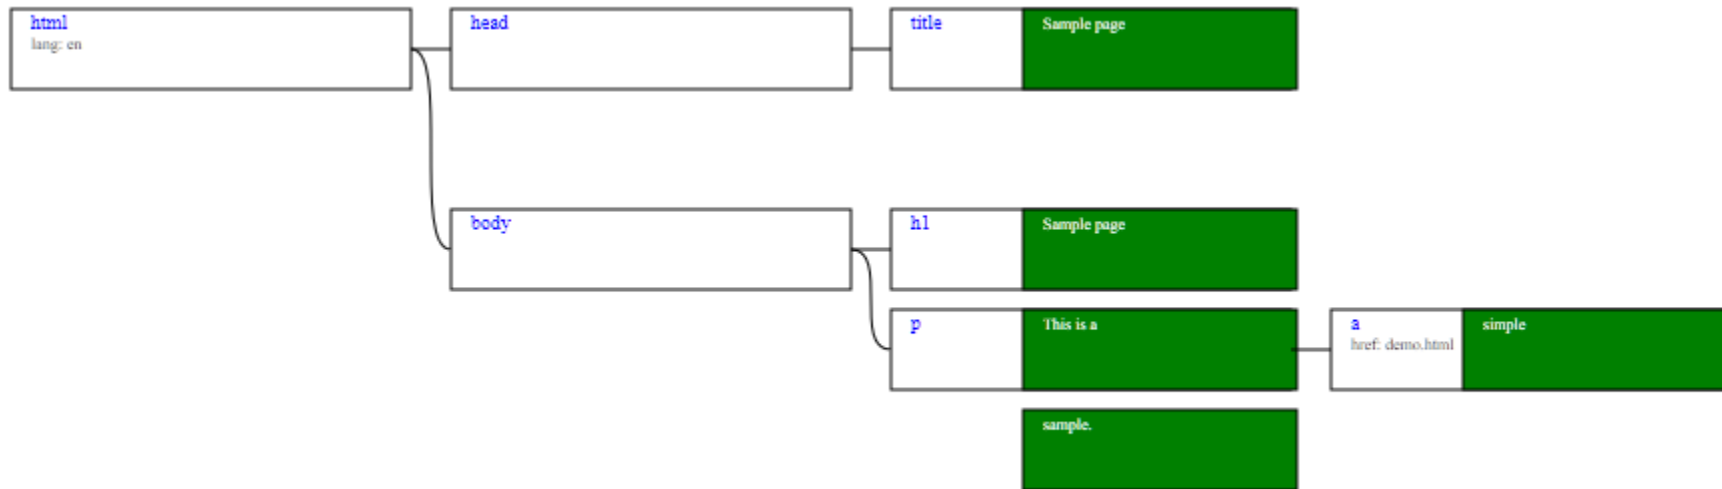 html
lang: en
head
title
Sample page
body
h1
Sample page
p
This is a
a
href: demo.html
simple
sample.